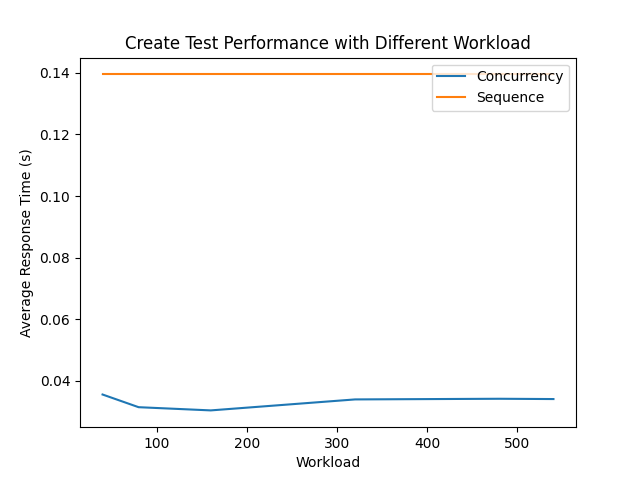 Create Test Performance with Different Workload
Average Response Time (s)
0.14
0.12
0.10
0.08
0.06
0.04
Concurrency
Sequence
100
200
300
400
500
Workload